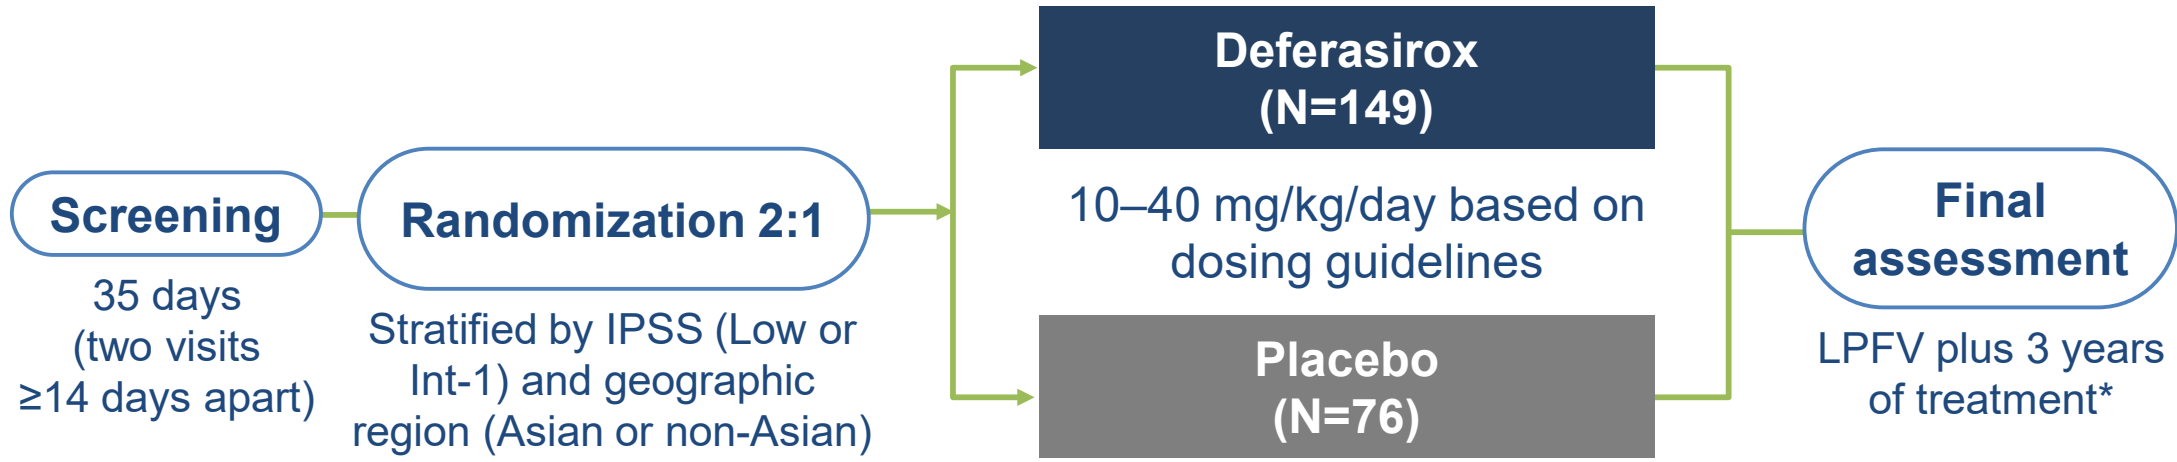 Screening
35 days
(two visits
≥14 days apart)
Randomization 2:1
Stratified by IPSS (Low or
Int-1) and geographic
region (Asian or non-Asian)
Deferasirox
(N=149)
10–40 mg/kg/day based on
dosing guidelines
Placebo
(N=76)
Final
assessment
LPFV plus 3 years
of treatment*